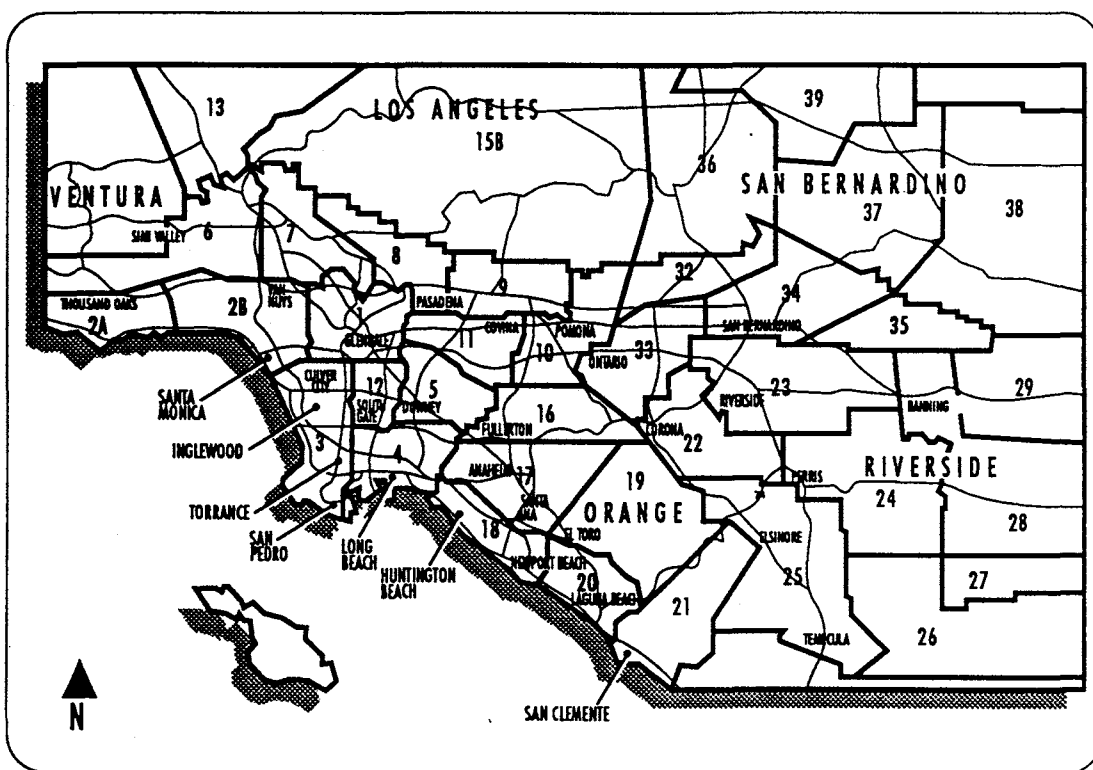 13
39
LOS ANGELES
15B
36
VENTURA
SAN BERNARDINO
37
38
SIMI VALLEY
6
7
8
9
32
VAN NUYS
PASADENA
34
THOUSAND OAKS
2A
2B
1
GLENDALE
11
COVINA
POMONA
SAN BERNARDINO
35
10
ONTARIO
33
SANTA MONICA
CULVER CITY
12
5
SOUTH GATE
DOWNEY
16
RIVERSIDE
23
29
BANNING
INGLEWOOD
3
FULLERTON
CORONA
22
4
ANAHEIM
17
19
PERRIS
RIVERSIDE
24
TORRANCE
SANTA ANA
ORANGE
28
SAN PEDRO
LONG BEACH
18
EL TORO
ELSINORE
HUNTINGTON BEACH
NEWPORT BEACH
20
25
27
LAGUNA BEACH
21
TEMECULA
26
N
SAN CLEMENTE